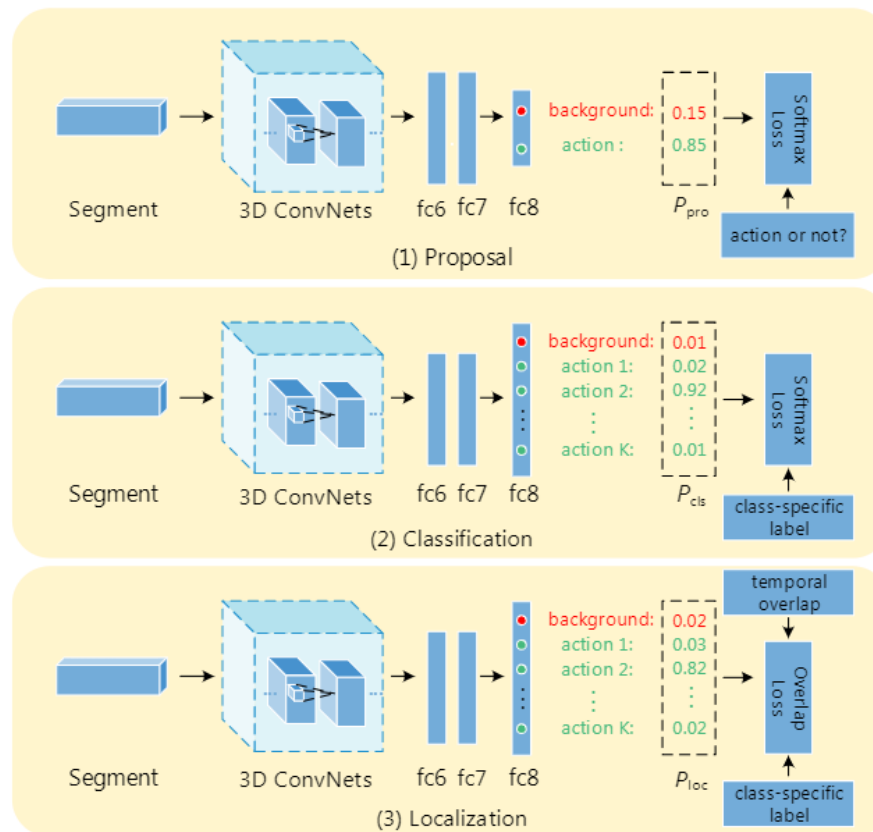 background: 0.15
action : 0.85
Softmax
Loss
Segment
3D ConvNets
fc6 fc7 fc8
Ppro
action or not?
(1) Proposal
background: 0.01
action 1: 0.02
action 2: 0.92
⋮ ⋮
action K: 0.01
Softmax
Loss
Segment
3D ConvNets
fc6 fc7 fc8
Pcls
class-specific
label
(2) Classification
temporal
overlap
background: 0.02
action 1: 0.03
action 2: 0.82
⋮ ⋮
action K: 0.02
Overlap
Loss
Segment
3D ConvNets
fc6 fc7 fc8
Ploc
class-specific
label
(3) Localization